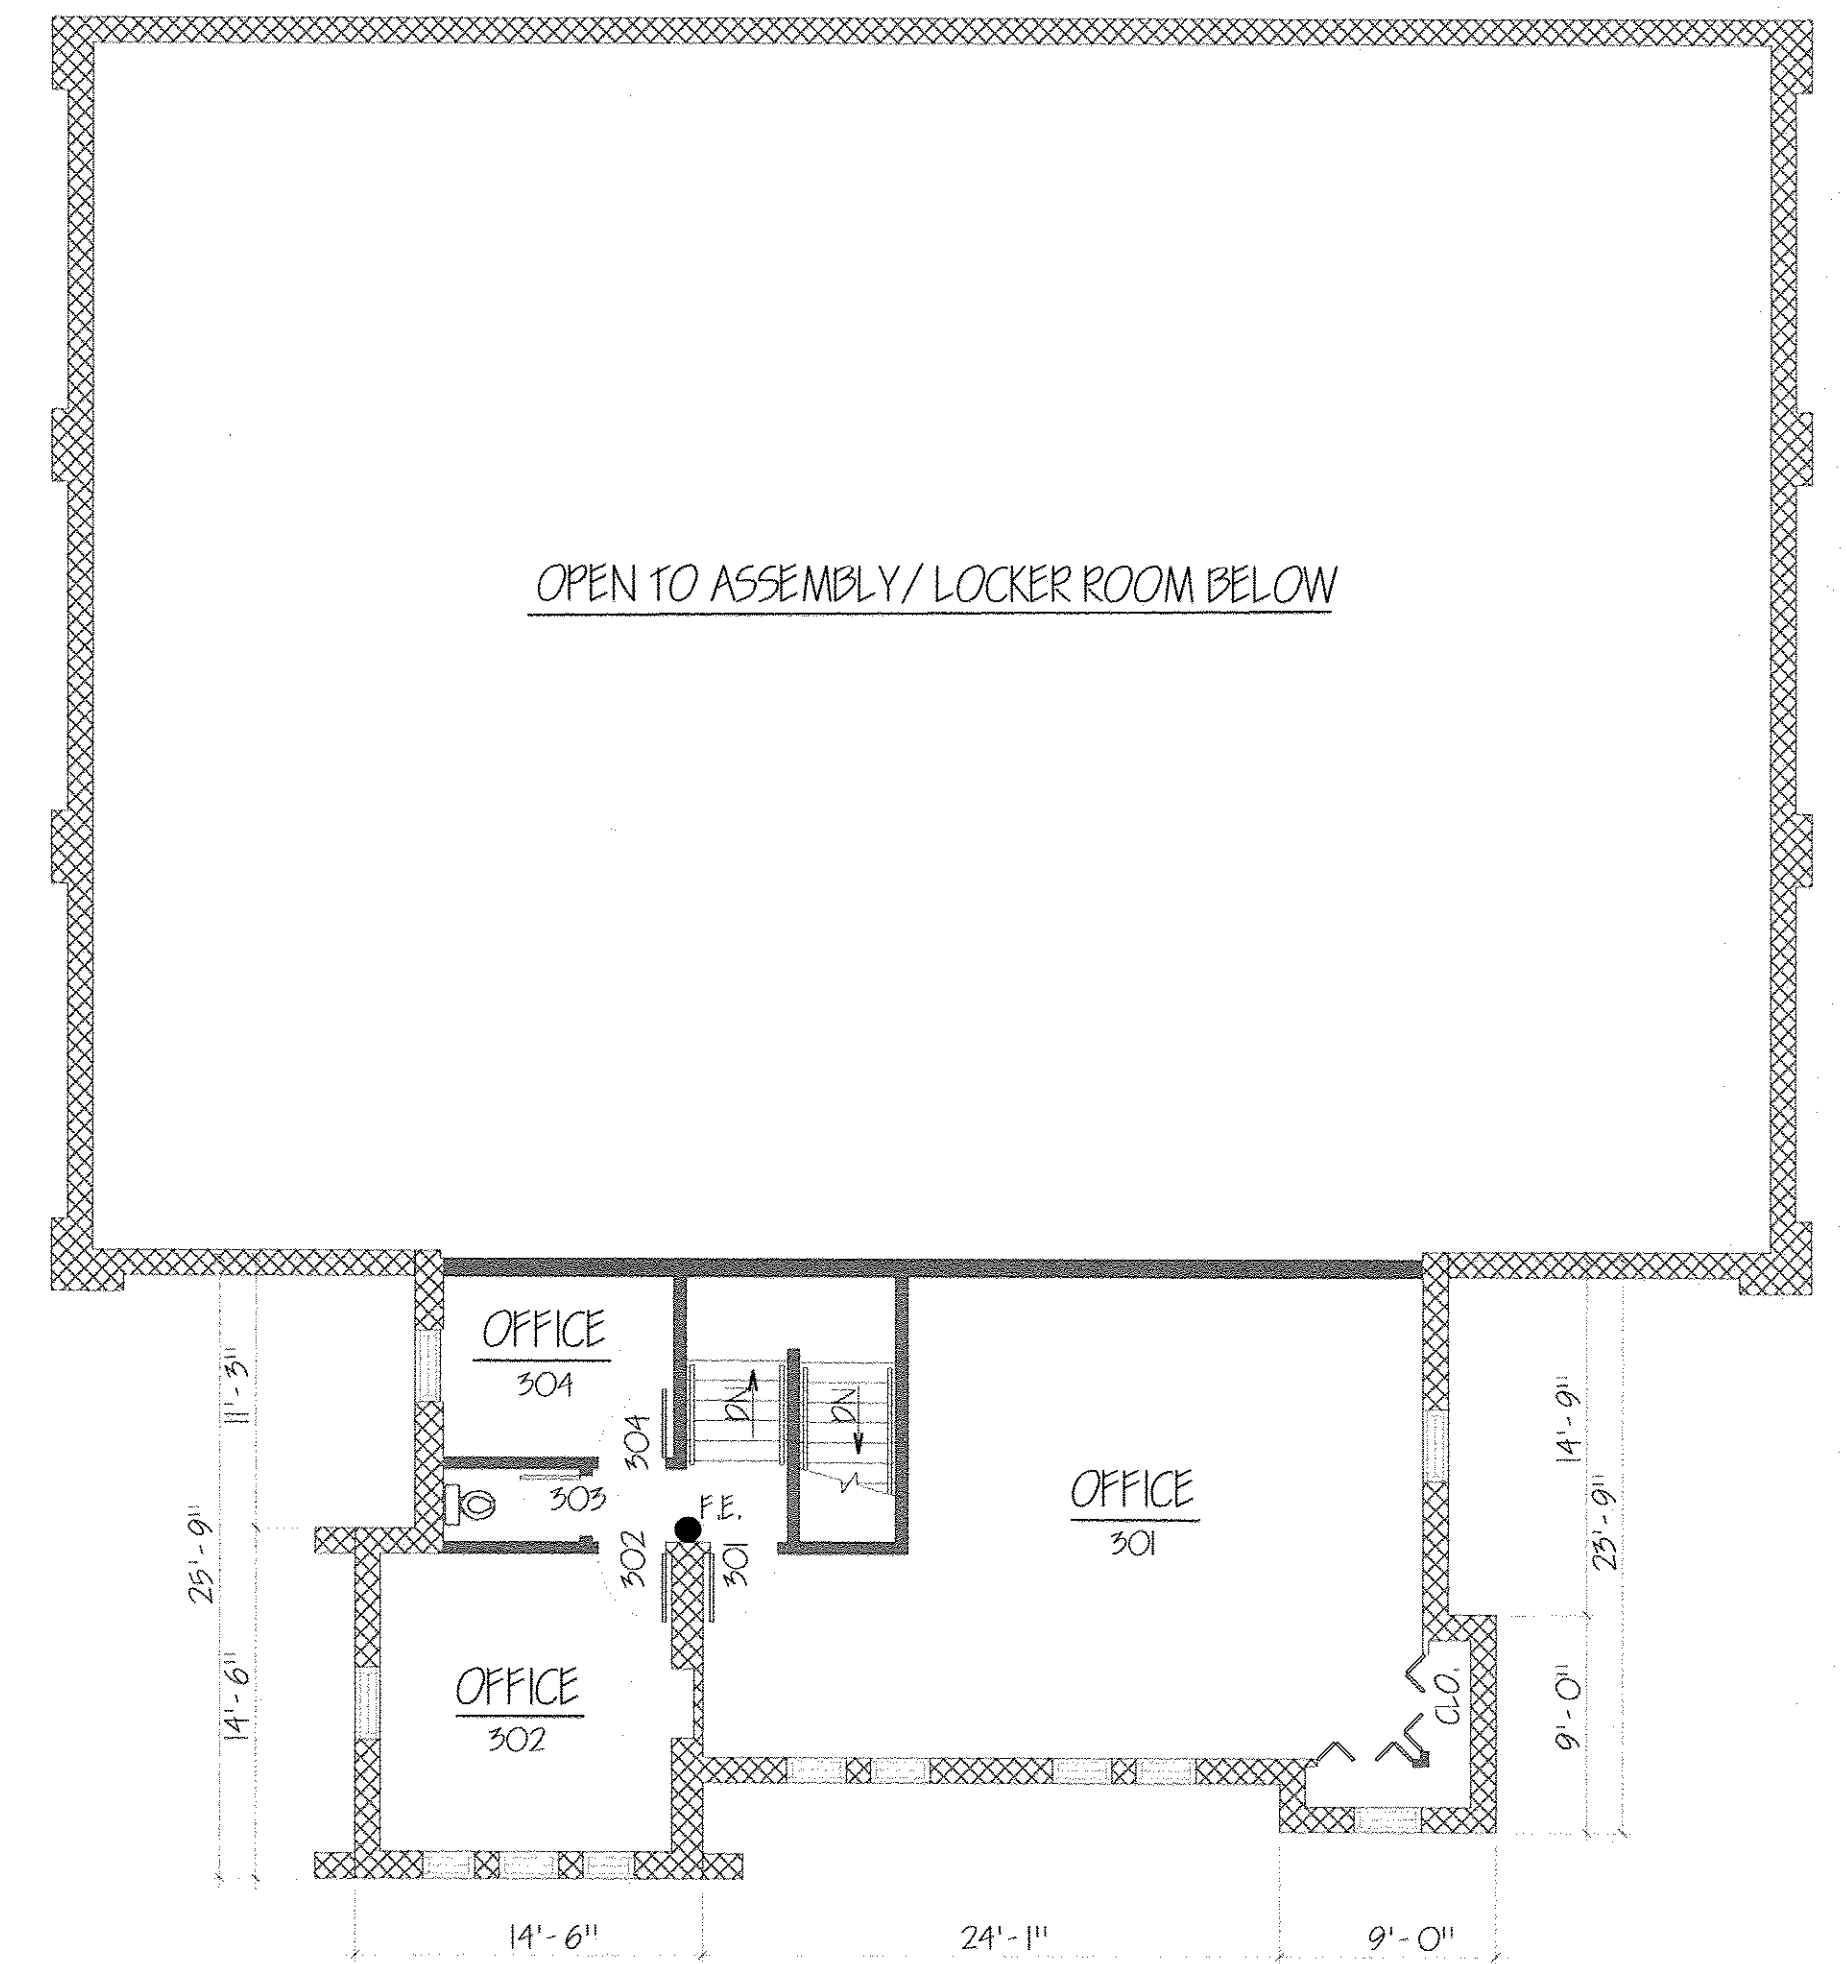 OPEN TO ASSEMBLY/ LOCKER ROOM BELOW
OFFICE
304
11'-3"
DN
DN
14'-9"
304
303
F.E.
OFFICE
301
25'-9"
302
301
23'-9"
OFFICE
302
14'-6"
CLO.
9'-0"
14'-6"
24'-1"
9'-0"